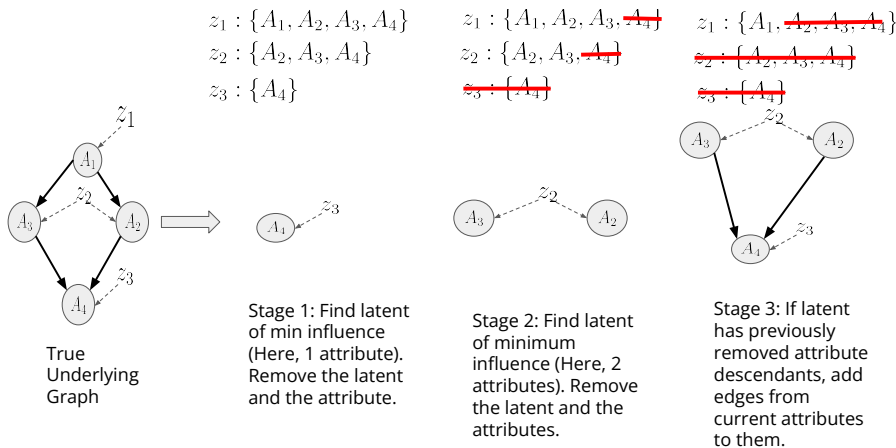 z₁ : {A₁, A₂, A₃, A₄}
z₂ : {A₂, A₃, A₄}
z₃ : {A₄}
z₁ : {A₁, A₂, A₃, A₄}
z₂ : {A₂, A₃, A₄}
z₃ : {A₄}
z₁ : {A₁, A₂, A₃, A₄}
z₂ : {A₂, A₃, A₄}
z₃ : {A₄}
z₁
A₁
z₂
A₃
A₂
z₃
A₄
True
Underlying
Graph
z₃
A₄
Stage 1: Find latent
of min influence
(Here, 1 attribute).
Remove the latent
and the attribute.
z₂
A₃
A₂
Stage 2: Find latent
of minimum
influence (Here, 2
attributes). Remove
the latent and the
attributes.
z₂
A₃
A₂
z₃
A₄
Stage 3: If latent
has previously
removed attribute
descendants, add
edges from
current attributes
to them.